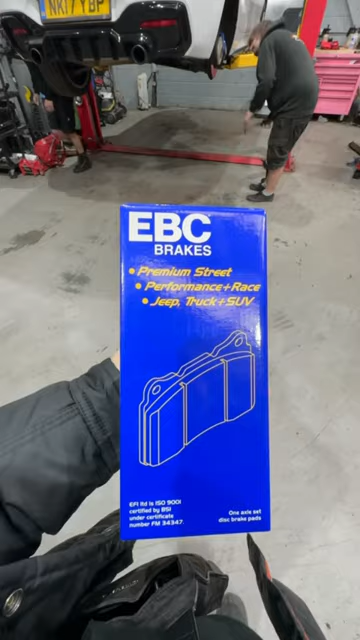 NK17 YBP
EBC
BRAKES
• Premium Street
• Performance+Race
• Jeep, Truck+SUV
EFI ltd is ISO 9001
certified by BSI
under certificate
number FM 34347.
One axle set
disc brake pads